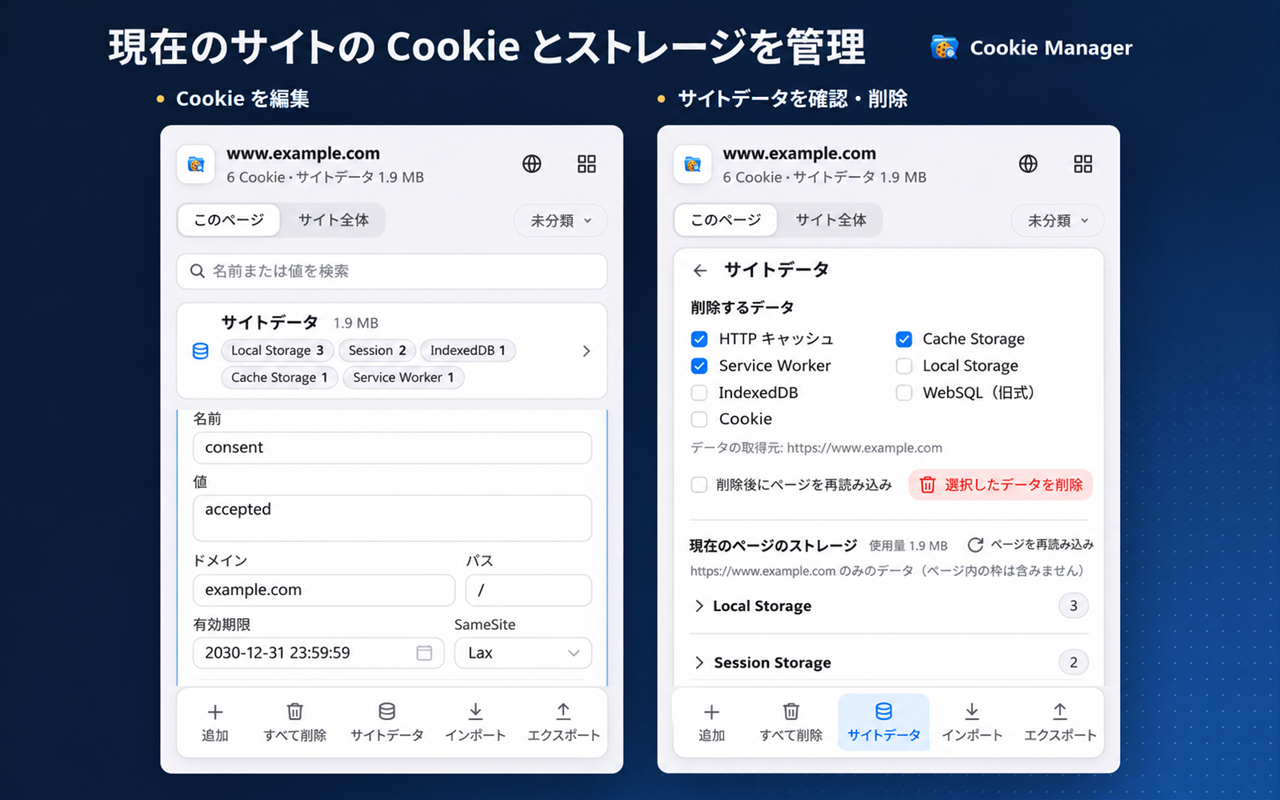 現在のサイトの Cookie とストレージを管理
Cookie Manager
• Cookie を編集
www.example.com
6 Cookie • サイトデータ 1.9 MB
このページ サイト全体 未分類
名前または値を検索
サイトデータ 1.9 MB
Local Storage 3 Session 2 IndexedDB 1
Cache Storage 1 Service Worker 1
名前
consent
値
accepted
ドメイン パス
example.com /
有効期限 SameSite
2030-12-31 23:59:59 Lax
追加 すべて削除 サイトデータ インポート エクスポート
• サイトデータを確認・削除
www.example.com
6 Cookie • サイトデータ 1.9 MB
このページ サイト全体 未分類
サイトデータ
削除するデータ
HTTP キャッシュ Cache Storage
Service Worker Local Storage
IndexedDB WebSQL（旧式）
Cookie
データの取得元: https://www.example.com
削除後にページを再読み込み 選択したデータを削除
現在のページのストレージ 使用量 1.9 MB ページを再読み込み
https://www.example.com のみのデータ（ページ内の枠は含みません）
Local Storage 3
Session Storage 2
追加 すべて削除 サイトデータ インポート エクスポート